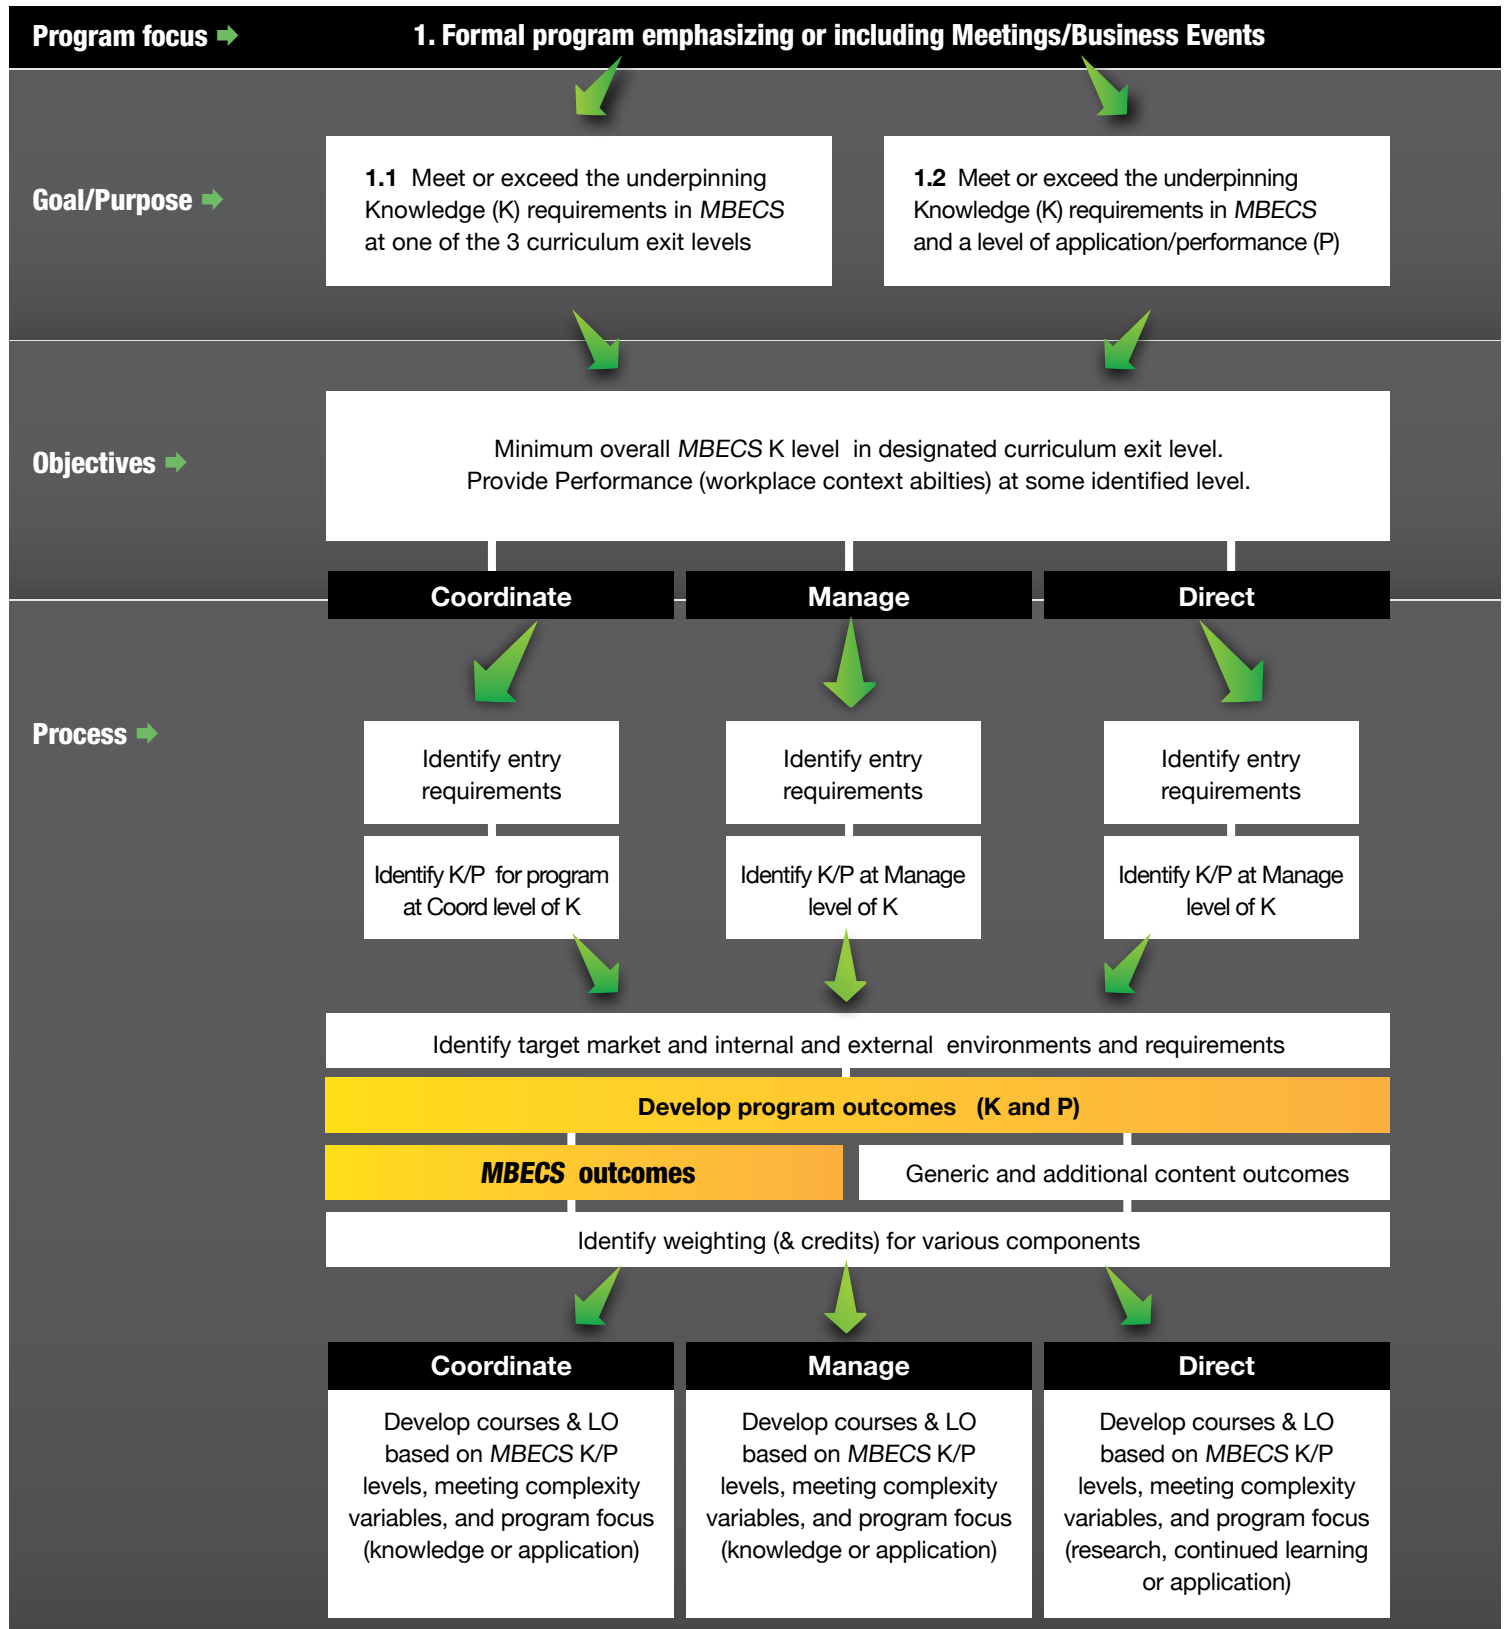 Program focus
1. Formal program emphasizing or including Meetings/Business Events
Goal/Purpose
1.1 Meet or exceed the underpinning
Knowledge (K) requirements in MBECS
at one of the 3 curriculum exit levels
1.2 Meet or exceed the underpinning
Knowledge (K) requirements in MBECS
and a level of application/performance (P)
Objectives
Minimum overall MBECS K level in designated curriculum exit level.
Provide Performance (workplace context abilties) at some identified level.
Coordinate
Manage
Direct
Process
Identify entry
requirements
Identify entry
requirements
Identify entry
requirements
Identify K/P for program
at Coord level of K
Identify K/P at Manage
level of K
Identify K/P at Manage
level of K
Identify target market and internal and external environments and requirements
Develop program outcomes (K and P)
MBECS outcomes
Generic and additional content outcomes
Identify weighting (& credits) for various components
Coordinate
Develop courses & LO
based on MBECS K/P
levels, meeting complexity
variables, and program focus
(knowledge or application)
Manage
Develop courses & LO
based on MBECS K/P
levels, meeting complexity
variables, and program focus
(knowledge or application)
Direct
Develop courses & LO
based on MBECS K/P
levels, meeting complexity
variables, and program focus
(research, continued learning
or application)